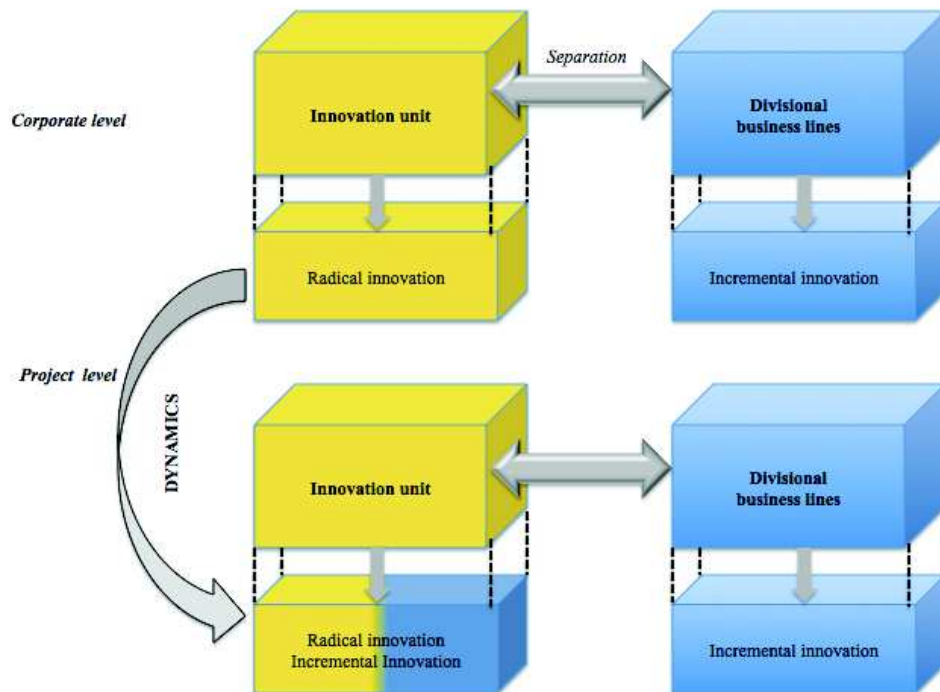 Separation
Corporate level
Innovation unit
Divisional
business lines
Radical innovation
Incremental innovation
Project level
DYNAMICS
Innovation unit
Divisional
business lines
Radical innovation
Incremental Innovation
Incremental innovation